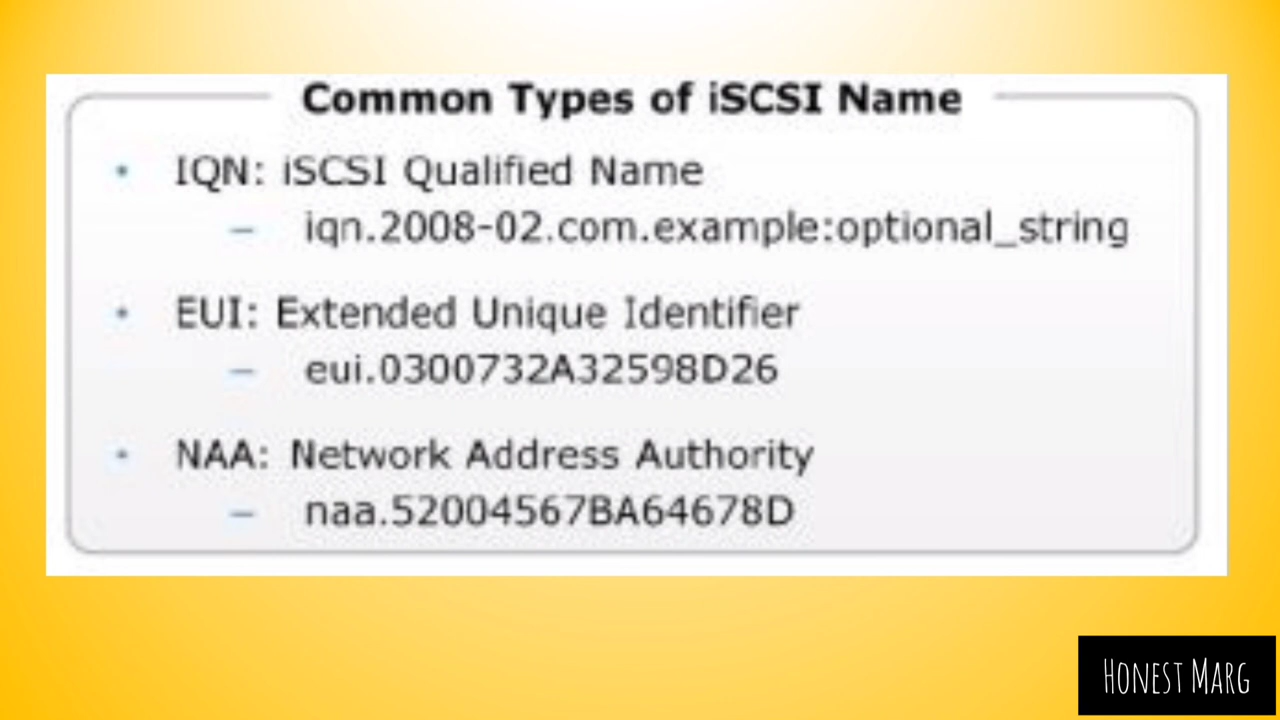 Common Types of iSCSI Name
• IQN: iSCSI Qualified Name
– iqn.2008-02.com.example:optional_string
• EUI: Extended Unique Identifier
– eui.0300732A32598D26
• NAA: Network Address Authority
– naa.52004567BA64678D
HONEST MARG